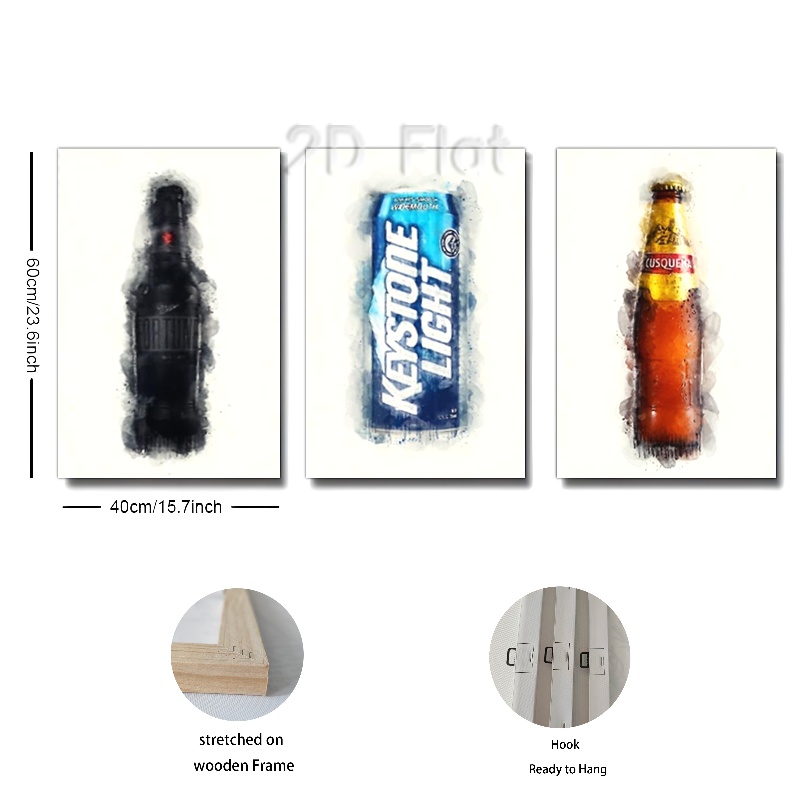 2D Flat
KEYSTONE
LIGHT
CUSQUEÑA
60cm/23.6inch
40cm/15.7inch
stretched on
wooden Frame
Hook
Ready to Hang